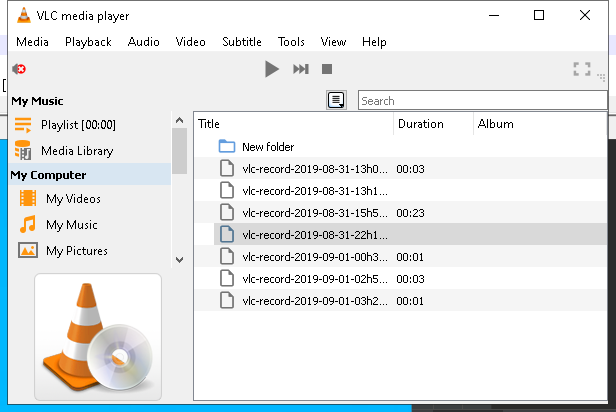 VLC media player
Media Playback Audio Video Subtitle Tools View Help
Search
My Music
Playlist [00:00]
Media Library
My Computer
My Videos
My Music
My Pictures
Title Duration Album
New folder
vlc-record-2019-08-31-13h0... 00:03
vlc-record-2019-08-31-13h1...
vlc-record-2019-08-31-15h5... 00:23
vlc-record-2019-08-31-22h1...
vlc-record-2019-09-01-00h3... 00:01
vlc-record-2019-09-01-02h5... 00:03
vlc-record-2019-09-01-03h2... 00:01